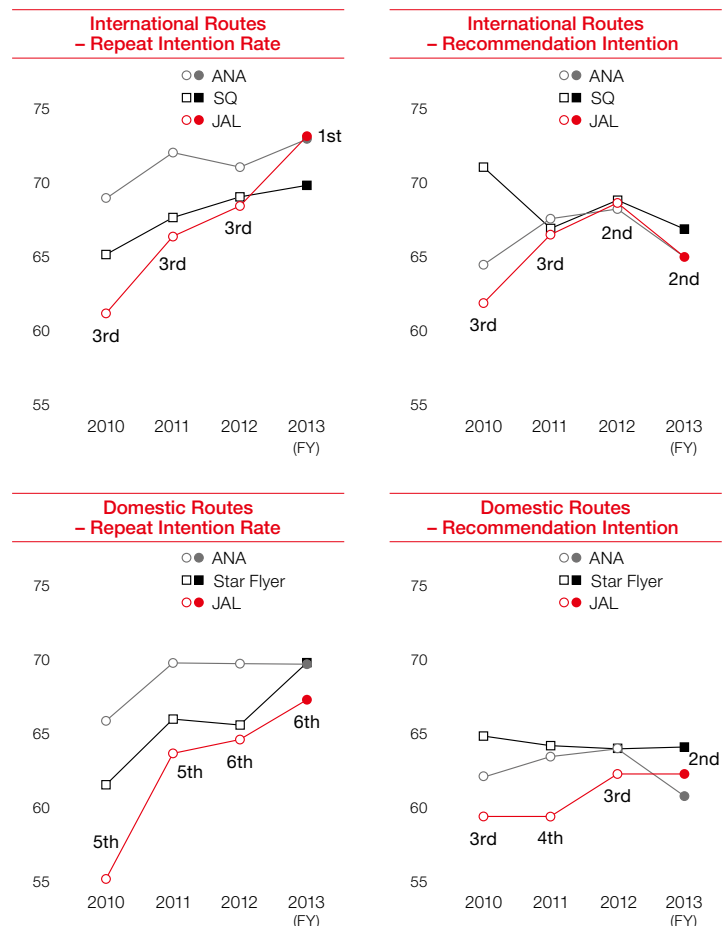 International Routes
– Repeat Intention Rate
ANA
SQ
JAL
75
70
65
60
55
1st
3rd
3rd
3rd
2010 2011 2012 2013
(FY)
International Routes
– Recommendation Intention
ANA
SQ
JAL
75
70
65
60
55
2nd
3rd
2nd
3rd
2010 2011 2012 2013
(FY)
Domestic Routes
– Repeat Intention Rate
ANA
Star Flyer
JAL
75
70
65
60
55
6th
6th
5th
5th
2010 2011 2012 2013
(FY)
Domestic Routes
– Recommendation Intention
ANA
Star Flyer
JAL
75
70
65
60
55
2nd
3rd
3rd
4th
2010 2011 2012 2013
(FY)